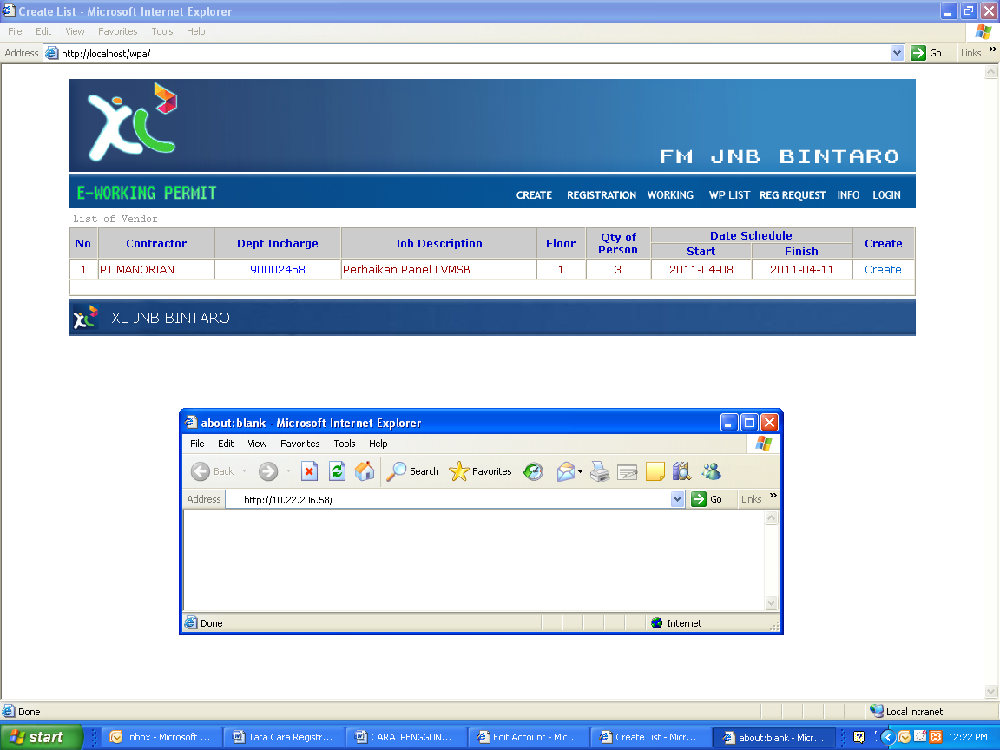 Create List - Microsoft Internet Explorer
File Edit View Favorites Tools Help
Address http://localhost/wpa/ Go Links »
XL
FM JNB BINTARO
E-WORKING PERMIT CREATE REGISTRATION WORKING WP LIST REG REQUEST INFO LOGIN
List of Vendor
No Contractor Dept Incharge Job Description Floor Qty of Person Date Schedule Create
Start Finish
1 PT.MANORIAN 90002458 Perbaikan Panel LVMSB 1 3 2011-04-08 2011-04-11 Create
XL XL JNB BINTARO
about:blank - Microsoft Internet Explorer
File Edit View Favorites Tools Help
Back Search Favorites
Address http://10.22.206.58/ Go Links »
Done Internet
Done Local intranet
start Inbox - Microsoft ... Tata Cara Registr... CARA PENGGUN... Edit Account - Mic... Create List - Micros... about:blank - Micr... 12:22 PM